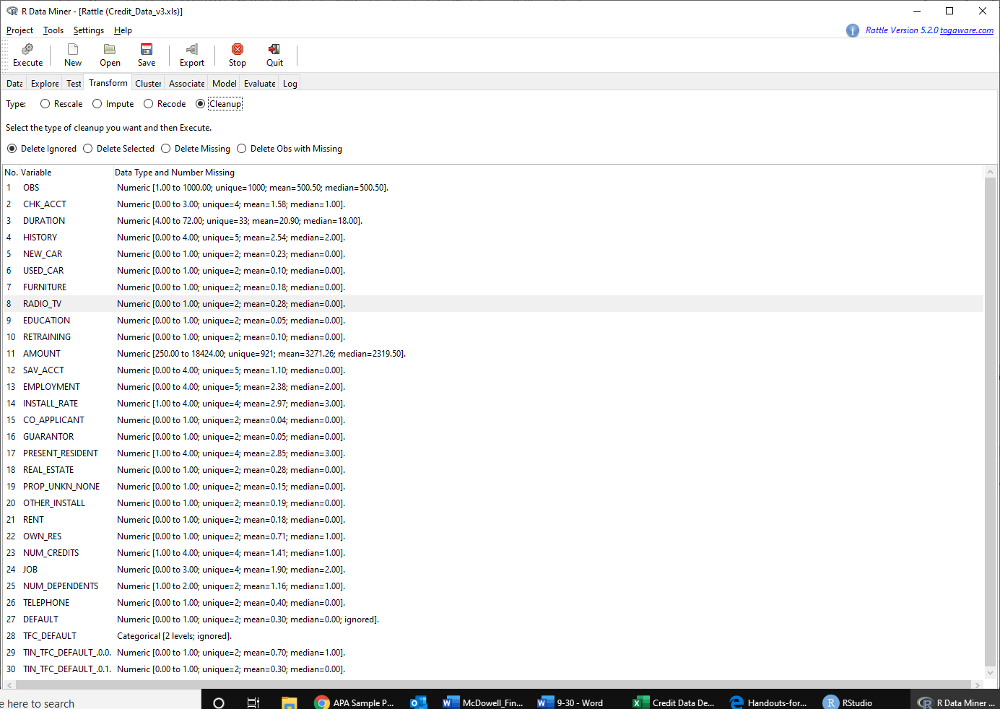 R Data Miner - [Rattle (Credit_Data_v3.xls)]
Project Tools Settings Help
Rattle Version 5.2.0 togaware.com
Execute New Open Save Export Stop Quit
Data Explore Test Transform Cluster Associate Model Evaluate Log
Type: Rescale Impute Recode Cleanup
Select the type of cleanup you want and then Execute.
Delete Ignored Delete Selected Delete Missing Delete Obs with Missing
No. Variable Data Type and Number Missing
1 OBS Numeric [1.00 to 1000.00; unique=1000; mean=500.50; median=500.50].
2 CHK_ACCT Numeric [0.00 to 3.00; unique=4; mean=1.58; median=1.00].
3 DURATION Numeric [4.00 to 72.00; unique=33; mean=20.90; median=18.00].
4 HISTORY Numeric [0.00 to 4.00; unique=5; mean=2.54; median=2.00].
5 NEW_CAR Numeric [0.00 to 1.00; unique=2; mean=0.23; median=0.00].
6 USED_CAR Numeric [0.00 to 1.00; unique=2; mean=0.10; median=0.00].
7 FURNITURE Numeric [0.00 to 1.00; unique=2; mean=0.18; median=0.00].
8 RADIO_TV Numeric [0.00 to 1.00; unique=2; mean=0.28; median=0.00].
9 EDUCATION Numeric [0.00 to 1.00; unique=2; mean=0.05; median=0.00].
10 RETRAINING Numeric [0.00 to 1.00; unique=2; mean=0.10; median=0.00].
11 AMOUNT Numeric [250.00 to 18424.00; unique=921; mean=3271.26; median=2319.50].
12 SAV_ACCT Numeric [0.00 to 4.00; unique=5; mean=1.10; median=0.00].
13 EMPLOYMENT Numeric [0.00 to 4.00; unique=5; mean=2.38; median=2.00].
14 INSTALL_RATE Numeric [1.00 to 4.00; unique=4; mean=2.97; median=3.00].
15 CO_APPLICANT Numeric [0.00 to 1.00; unique=2; mean=0.04; median=0.00].
16 GUARANTOR Numeric [0.00 to 1.00; unique=2; mean=0.05; median=0.00].
17 PRESENT_RESIDENT Numeric [1.00 to 4.00; unique=4; mean=2.85; median=3.00].
18 REAL_ESTATE Numeric [0.00 to 1.00; unique=2; mean=0.28; median=0.00].
19 PROP_UNKN_NONE Numeric [0.00 to 1.00; unique=2; mean=0.15; median=0.00].
20 OTHER_INSTALL Numeric [0.00 to 1.00; unique=2; mean=0.19; median=0.00].
21 RENT Numeric [0.00 to 1.00; unique=2; mean=0.18; median=0.00].
22 OWN_RES Numeric [0.00 to 1.00; unique=2; mean=0.71; median=1.00].
23 NUM_CREDITS Numeric [1.00 to 4.00; unique=4; mean=1.41; median=1.00].
24 JOB Numeric [0.00 to 3.00; unique=4; mean=1.90; median=2.00].
25 NUM_DEPENDENTS Numeric [1.00 to 2.00; unique=2; mean=1.16; median=1.00].
26 TELEPHONE Numeric [0.00 to 1.00; unique=2; mean=0.40; median=0.00].
27 DEFAULT Numeric [0.00 to 1.00; unique=2; mean=0.30; median=0.00; ignored].
28 TFC_DEFAULT Categorical [2 levels; ignored].
29 TIN_TFC_DEFAULT_.0.0. Numeric [0.00 to 1.00; unique=2; mean=0.70; median=1.00].
30 TIN_TFC_DEFAULT_.0.1. Numeric [0.00 to 1.00; unique=2; mean=0.30; median=0.00].
e here to search APA Sample P... McDowell_Fin... 9-30 - Word Credit Data De... Handouts-for... RStudio R Data Miner ...